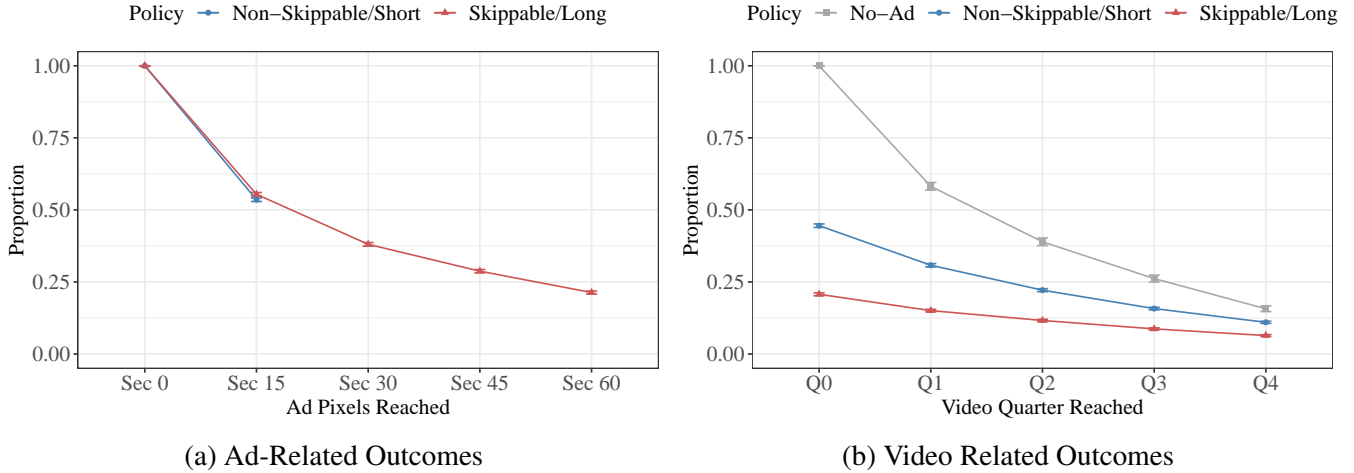 Policy Non−Skippable/Short Skippable/Long
1.00
0.75
0.50
0.25
0.00
Proportion
Sec 0 Sec 15 Sec 30 Sec 45 Sec 60
Ad Pixels Reached
(a) Ad-Related Outcomes
Policy No−Ad Non−Skippable/Short Skippable/Long
1.00
0.75
0.50
0.25
0.00
Proportion
Q0 Q1 Q2 Q3 Q4
Video Quarter Reached
(b) Video Related Outcomes